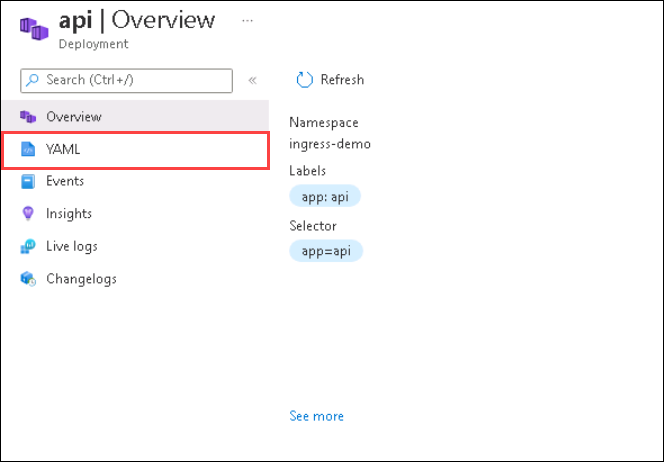 api | Overview ...
Deployment
Search (Ctrl+/)
«
Refresh
Overview
YAML
Events
Insights
Live logs
Changelogs
Namespace
ingress-demo
Labels
app: api
Selector
app=api
See more